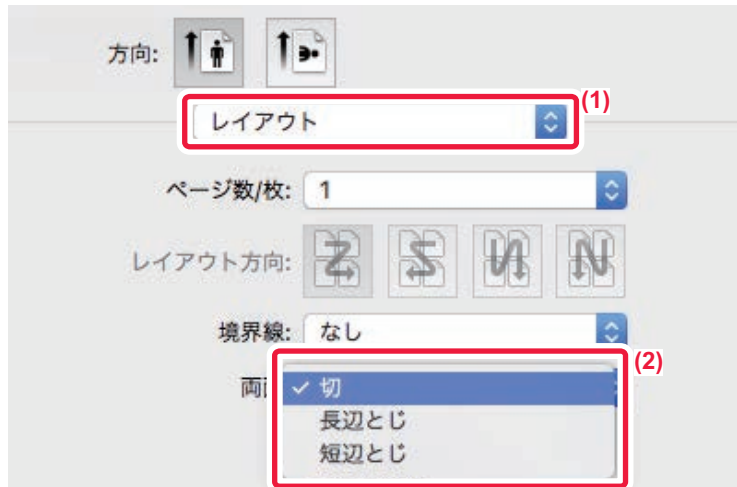 方向:
(1)
レイアウト
ページ数/枚: 1
レイアウト方向:
境界線: なし
(2)
両 ✓ 切
長辺とじ
短辺とじ